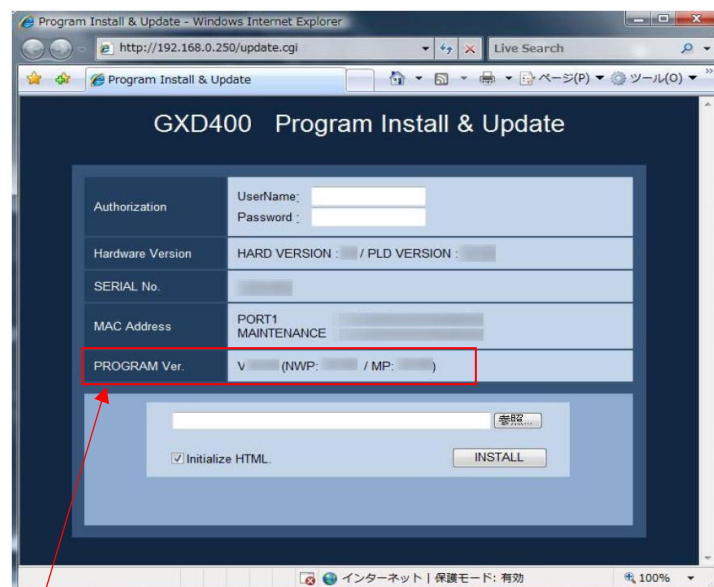 Program Install & Update - Windows Internet Explorer
http://192.168.0.250/update.cgi
Live Search
Program Install & Update
ページ(P)
ツール(O)
GXD400 Program Install & Update
Authorization
UserName:
Password :
Hardware Version
HARD VERSION : / PLD VERSION :
SERIAL No.
MAC Address
PORT1
MAINTENANCE
PROGRAM Ver.
V (NWP: / MP: )
参照...
Initialize HTML.
INSTALL
インターネット | 保護モード: 有効
100%